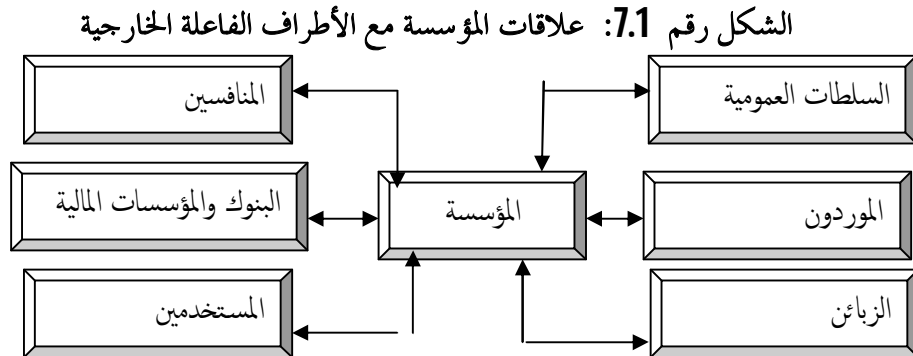 الشكل رقم 7.1: علاقات المؤسسة مع الأطراف الفاعلة الخارجية
السلطات العمومية
المنافسين
الموردون
المؤسسة
البنوك والمؤسسات المالية
الزبائن
المستخدمين